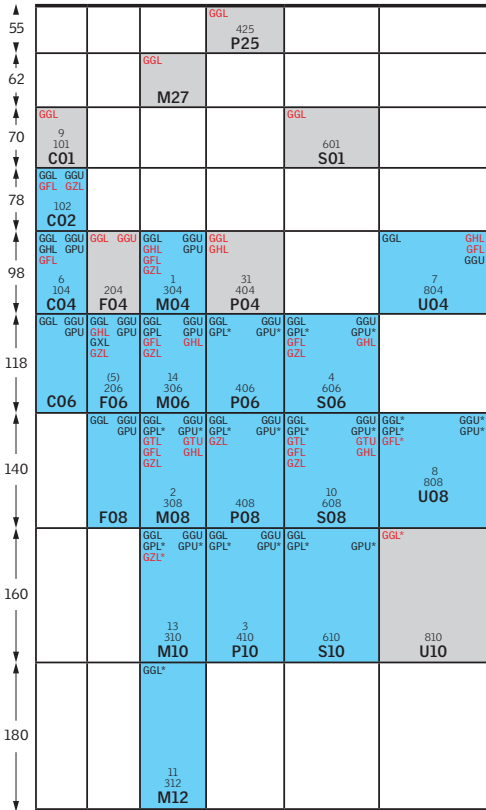 55
GGL
425
P25
62
GGL
M27
70
GGL
9
101
C01
GGL
601
S01
78
GGL GGU
GFL GZL
102
C02
98
GGL GGU
GHL GPU
GFL
6
104
C04
GGL GGU
204
F04
GGL GGU
GHL GPU
GFL
GZL
1
304
M04
GGL
GHL
31
404
P04
GGL GHL
GFL
GGU
7
804
U04
118
GGL GGU
GPU
C06
GGL GGU
GHL GPU
GXL
GZL
(5)
206
F06
GGL GGU
GPL GPU
GFL GHL
GZL
14
306
M06
GGL GGU
GPL* GPU*
406
P06
GGL GGU
GPL* GPU*
GFL GHL
GZL
4
606
S06
140
GGL GGU
GPU
F08
GGL GGU
GPL* GPU*
GTL GTU
GFL GHL
GZL
2
308
M08
GGL GGU
GPL* GPU*
GZL
408
P08
GGL GGU
GPL* GPU*
GTL GTU
GFL GHL
GZL
10
608
S08
GGL* GGU*
GPL* GPU*
GFL*
8
808
U08
160
GGL GGU
GPL* GPU*
GZL*
13
310
M10
GGL GGU
GPL* GPU*
3
410
P10
GGL
GPL* GPU*
610
S10
GGL*
810
U10
180
GGL*
11
312
M12